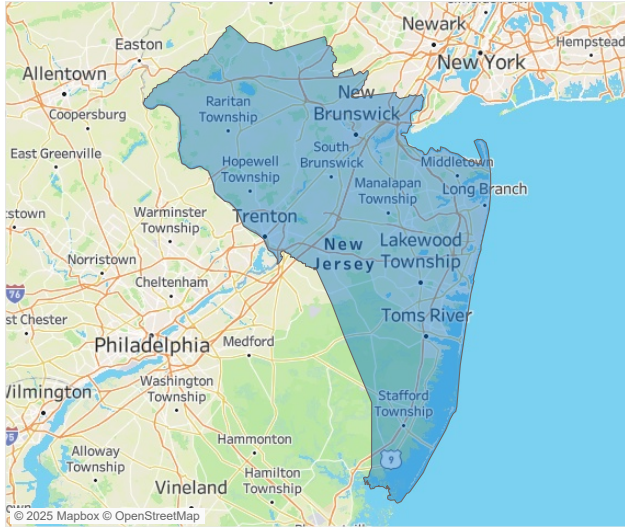 Newark
Easton
Hempstead
New York
Allentown
New
Brunswick
Raritan
Township
Coopersburg
South
Brunswick
East Greenville
Hopewell
Township
Middletown
Manalapan
Township
Long Branch
Warminster
Township
Trenton
New
Jersey
Lakewood
Township
Norristown
76
Cheltenham
st Chester
Toms River
Philadelphia
Medford
Washington
Township
Wilmington
Stafford
Township
Hammonton
Alloway
Township
9
Hamilton
Township
Vineland
© 2025 Mapbox © OpenStreetMap